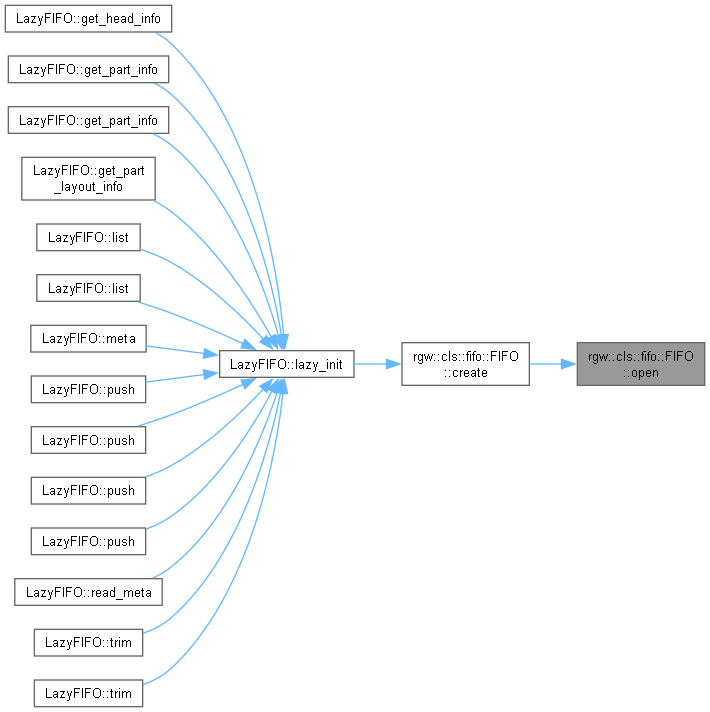 LazyFIFO::get_head_info
LazyFIFO::get_part_info
LazyFIFO::get_part_info
LazyFIFO::get_part
_layout_info
LazyFIFO::list
LazyFIFO::list
LazyFIFO::meta
LazyFIFO::push
LazyFIFO::push
LazyFIFO::push
LazyFIFO::push
LazyFIFO::read_meta
LazyFIFO::trim
LazyFIFO::trim
LazyFIFO::lazy_init
rgw::cls::fifo::FIFO
::create
rgw::cls::fifo::FIFO
::open